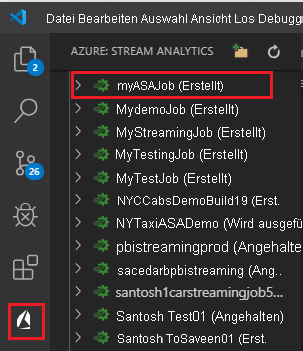 Datei Bearbeiten Auswahl Ansicht Los Debugg
AZURE: STREAM ANALYTICS
myASAJob (Erstellt)
MydemoJob (Erstellt)
MyStreamingJob (Erstellt)
MyTestingJob (Erstellt)
MyTestJob (Erstellt)
NYCCabsDemoBuild19 (Erst.
NYTaxiASADemo (Wird ausgefü
pbistreamingprod (Angehalten)
sacedarbpbistreaming (Ang..
santosh1carstreamingjob5...
Santosh Test01 (Angehalten)
Santosh ToSaveen01 (Erst.
2
26